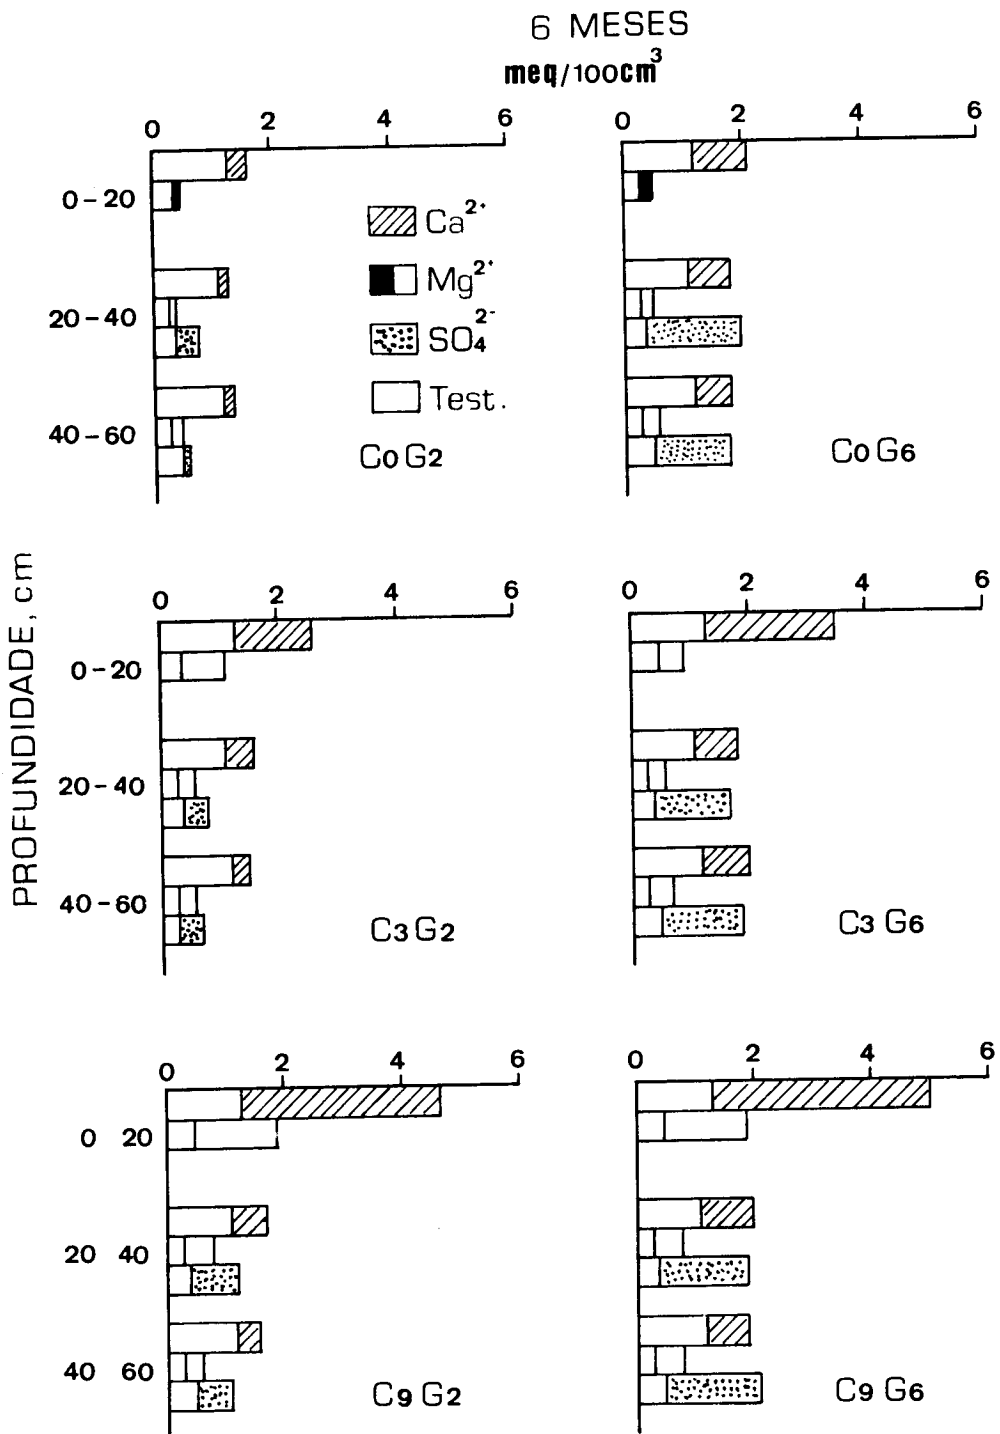 6 MESES
meq/100cm³
0 2 4 6
0 2 4 6
0-20
20-40
40-60
Ca²⁺
Mg²⁺
SO₄²⁻
Test.
C0 G2
C0 G6
PROFUNDIDADE, cm
0 2 4 6
0 2 4 6
0-20
20-40
40-60
C3 G2
C3 G6
0 2 4 6
0 2 4 6
0 20
20 40
40 60
C9 G2
C9 G6